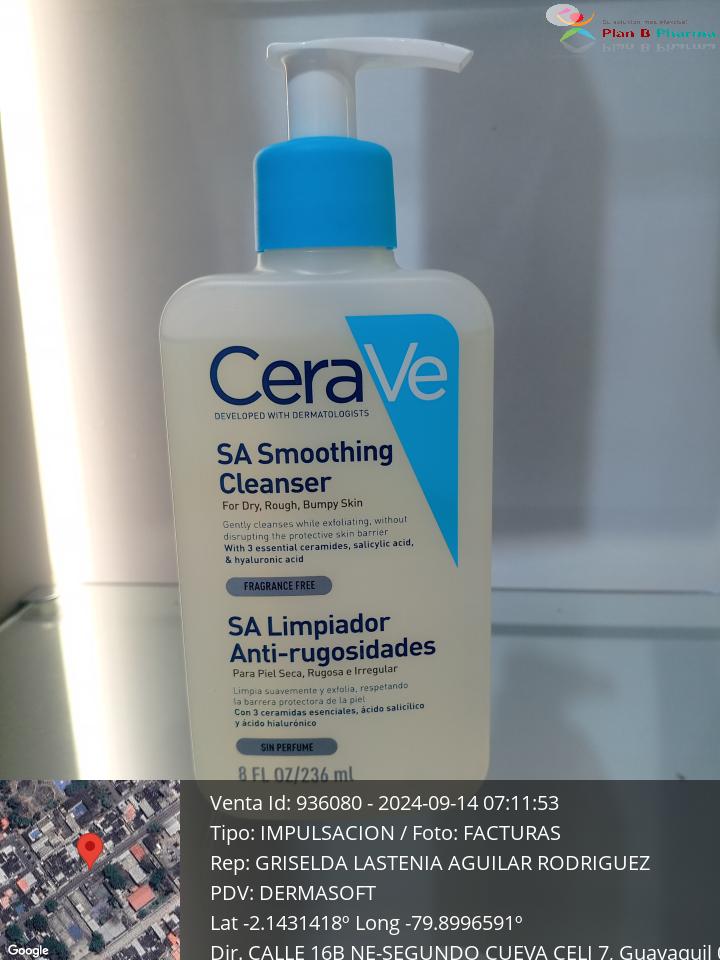 Su solución más efectiva!
Plan B Pharma
CeraVe
DEVELOPED WITH DERMATOLOGISTS
SA Smoothing
Cleanser
For Dry, Rough, Bumpy Skin
Gently cleanses while exfoliating, without
disrupting the protective skin barrier
With 3 essential ceramides, salicylic acid,
& hyaluronic acid
FRAGRANCE FREE
SA Limpiador
Anti-rugosidades
Para Piel Seca, Rugosa e Irregular
Limpia suavemente y exfolia, respetando
la barrera protectora de la piel
Con 3 ceramidas esenciales, ácido salicílico
y ácido hialurónico
SIN PERFUME
8 FL OZ/236 ml
Venta Id: 936080 - 2024-09-14 07:11:53
Tipo: IMPULSACION / Foto: FACTURAS
Rep: GRISELDA LASTENIA AGUILAR RODRIGUEZ
PDV: DERMASOFT
Lat -2.1431418º Long -79.8996591º
Dir. CALLE 16B NE-SEGUNDO CUEVA CELI 7, Guayaquil
Google